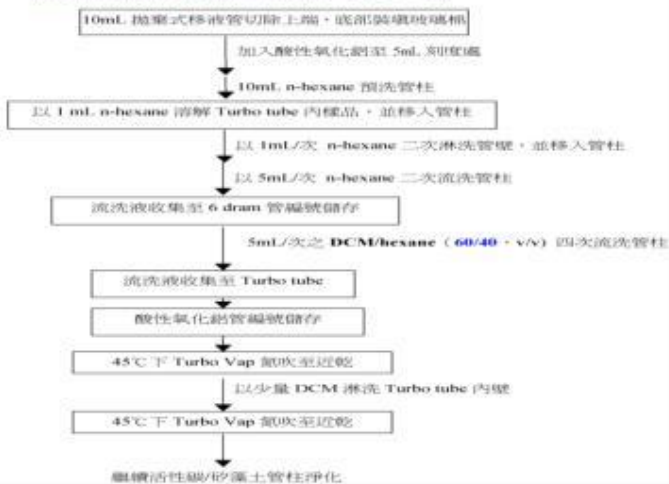 10mL 拋棄式移液管切除上端，底部裝填玻璃棉
加入酸性氧化鋁至 5mL 刻度處
10mL n-hexane 預洗管柱
以 1 mL n-hexane 溶解 Turbo tube 內樣品，並移入管柱
以 1mL/次 n-hexane 二次淋洗管壁，並移入管柱
以 5mL/次 n-hexane 二次流洗管柱
流洗液收集至 6 dram 管編號儲存
5mL/次之 DCM/hexane（60/40，v/v）四次流洗管柱
流洗液收集至 Turbo tube
酸性氧化鋁管編號儲存
45℃ 下 Turbo Vap 氮吹至近乾
以少量 DCM 淋洗 Turbo tube 內壁
45℃ 下 Turbo Vap 氮吹至近乾
繼續活性碳/矽藻土管柱淨化